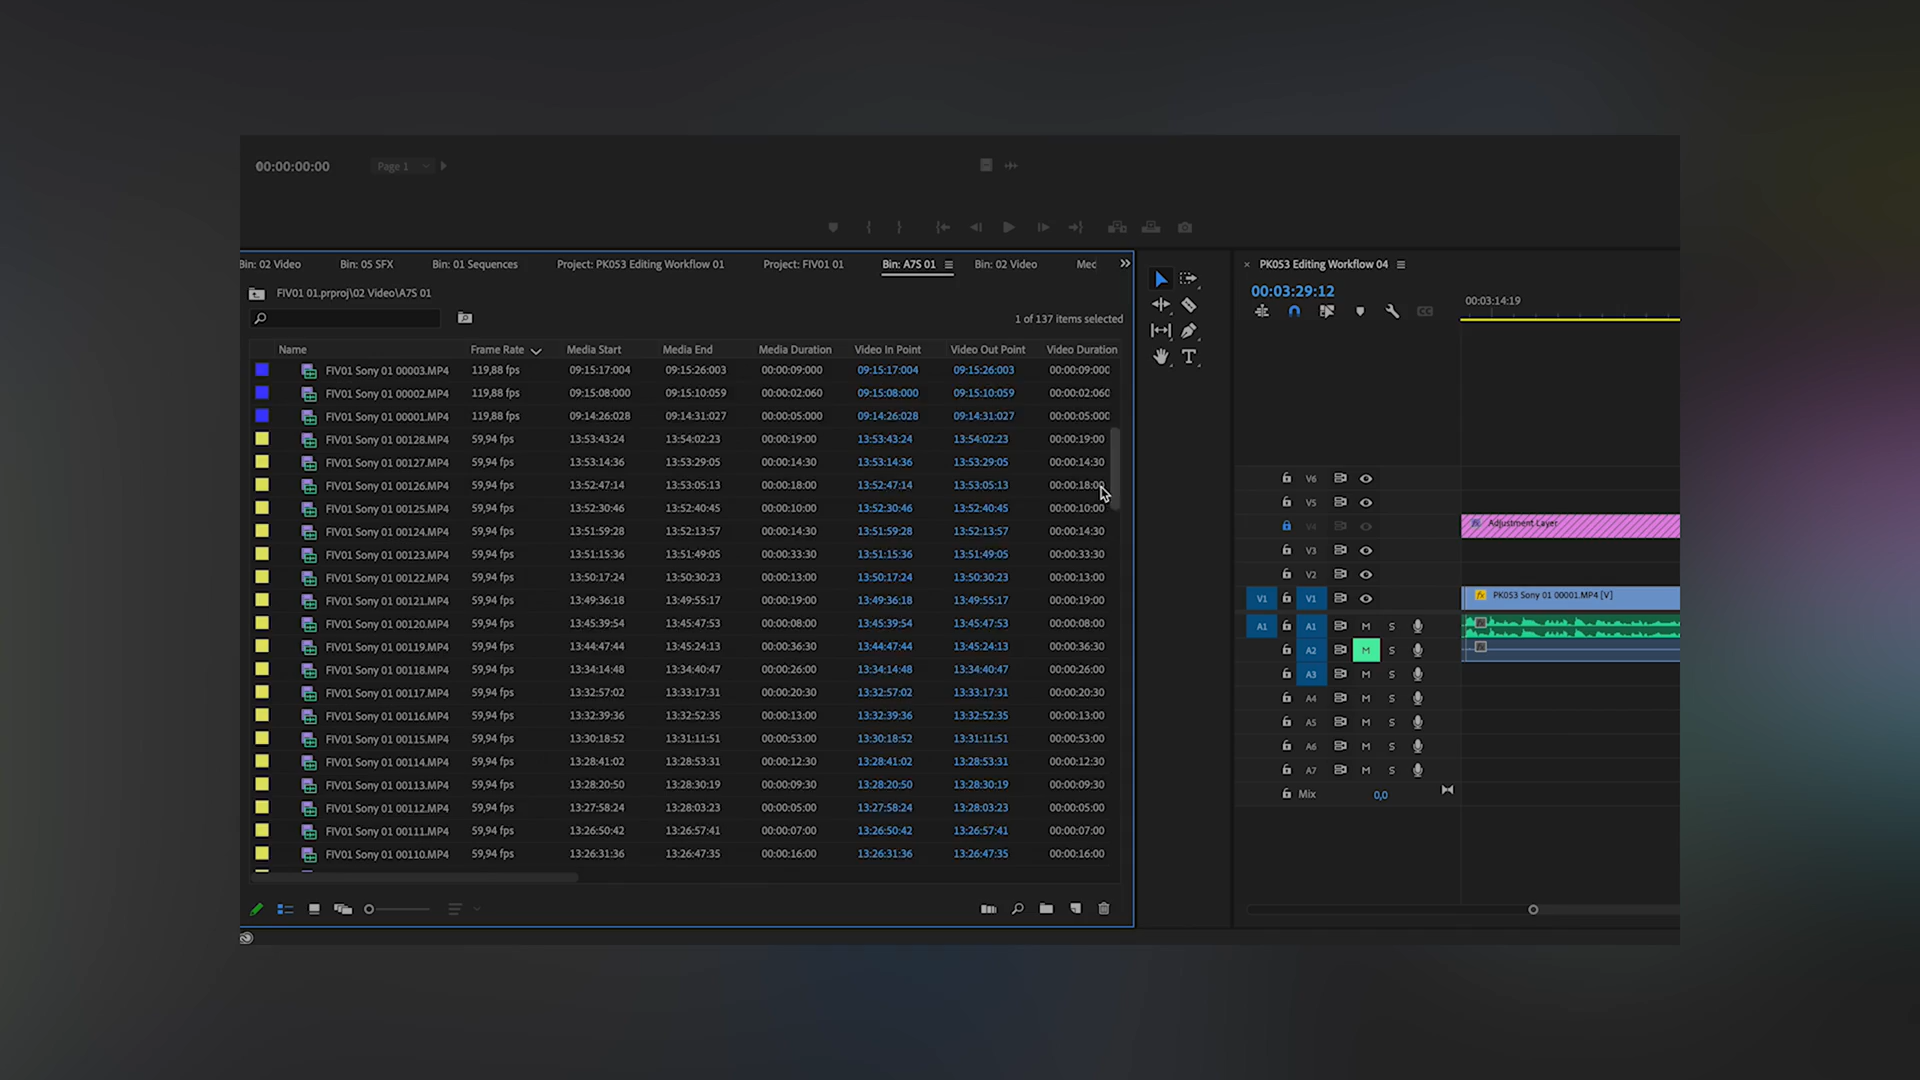 00:00:00:00 Page 1
Bin: 02 Video Bin: 05 SFX Bin: 01 Sequences Project: PK053 Editing Workflow 01 Project: FIV01 01 Bin: A7S 01 Bin: 02 Video Med
FIV01 01.prproj\02 Video\A7S 01
1 of 137 items selected
Name Frame Rate Media Start Media End Media Duration Video In Point Video Out Point Video Duration
FIV01 Sony 01 00003.MP4 119,88 fps 09:15:17:004 09:15:26:003 00:00:09:000 09:15:17:004 09:15:26:003 00:00:09:000
FIV01 Sony 01 00002.MP4 119,88 fps 09:15:08:000 09:15:10:059 00:00:02:060 09:15:08:000 09:15:10:059 00:00:02:060
FIV01 Sony 01 00001.MP4 119,88 fps 09:14:26:028 09:14:31:027 00:00:05:000 09:14:26:028 09:14:31:027 00:00:05:000
FIV01 Sony 01 00128.MP4 59,94 fps 13:53:43:24 13:54:02:23 00:00:19:00 13:53:43:24 13:54:02:23 00:00:19:00
FIV01 Sony 01 00127.MP4 59,94 fps 13:53:14:36 13:53:29:05 00:00:14:30 13:53:14:36 13:53:29:05 00:00:14:30
FIV01 Sony 01 00126.MP4 59,94 fps 13:52:47:14 13:53:05:13 00:00:18:00 13:52:47:14 13:53:05:13 00:00:18:00
FIV01 Sony 01 00125.MP4 59,94 fps 13:52:30:46 13:52:40:45 00:00:10:00 13:52:30:46 13:52:40:45 00:00:10:00
FIV01 Sony 01 00124.MP4 59,94 fps 13:51:59:28 13:52:13:57 00:00:14:30 13:51:59:28 13:52:13:57 00:00:14:30
FIV01 Sony 01 00123.MP4 59,94 fps 13:51:15:36 13:51:49:05 00:00:33:30 13:51:15:36 13:51:49:05 00:00:33:30
FIV01 Sony 01 00122.MP4 59,94 fps 13:50:17:24 13:50:30:23 00:00:13:00 13:50:17:24 13:50:30:23 00:00:13:00
FIV01 Sony 01 00121.MP4 59,94 fps 13:49:36:18 13:49:55:17 00:00:19:00 13:49:36:18 13:49:55:17 00:00:19:00
FIV01 Sony 01 00120.MP4 59,94 fps 13:45:39:54 13:45:47:53 00:00:08:00 13:45:39:54 13:45:47:53 00:00:08:00
FIV01 Sony 01 00119.MP4 59,94 fps 13:44:47:44 13:45:24:13 00:00:36:30 13:44:47:44 13:45:24:13 00:00:36:30
FIV01 Sony 01 00118.MP4 59,94 fps 13:34:14:48 13:34:40:47 00:00:26:00 13:34:14:48 13:34:40:47 00:00:26:00
FIV01 Sony 01 00117.MP4 59,94 fps 13:32:57:02 13:33:17:31 00:00:20:30 13:32:57:02 13:33:17:31 00:00:20:30
FIV01 Sony 01 00116.MP4 59,94 fps 13:32:39:36 13:32:52:35 00:00:13:00 13:32:39:36 13:32:52:35 00:00:13:00
FIV01 Sony 01 00115.MP4 59,94 fps 13:30:18:52 13:31:11:51 00:00:53:00 13:30:18:52 13:31:11:51 00:00:53:00
FIV01 Sony 01 00114.MP4 59,94 fps 13:28:41:02 13:28:53:31 00:00:12:30 13:28:41:02 13:28:53:31 00:00:12:30
FIV01 Sony 01 00113.MP4 59,94 fps 13:28:20:50 13:28:30:19 00:00:09:30 13:28:20:50 13:28:30:19 00:00:09:30
FIV01 Sony 01 00112.MP4 59,94 fps 13:27:58:24 13:28:03:23 00:00:05:00 13:27:58:24 13:28:03:23 00:00:05:00
FIV01 Sony 01 00111.MP4 59,94 fps 13:26:50:42 13:26:57:41 00:00:07:00 13:26:50:42 13:26:57:41 00:00:07:00
FIV01 Sony 01 00110.MP4 59,94 fps 13:26:31:36 13:26:47:35 00:00:16:00 13:26:31:36 13:26:47:35 00:00:16:00
PK053 Editing Workflow 04
00:03:29:12
00:03:14:19
V6
V5
V4 Adjustment Layer
V3
V2
V1 V1 fx PK053 Sony 01 00001.MP4 [V]
A1 A1 M S
A2 M S
A3 M S
A4 M S
A5 M S
A6 M S
A7 M S
Mix 0,0